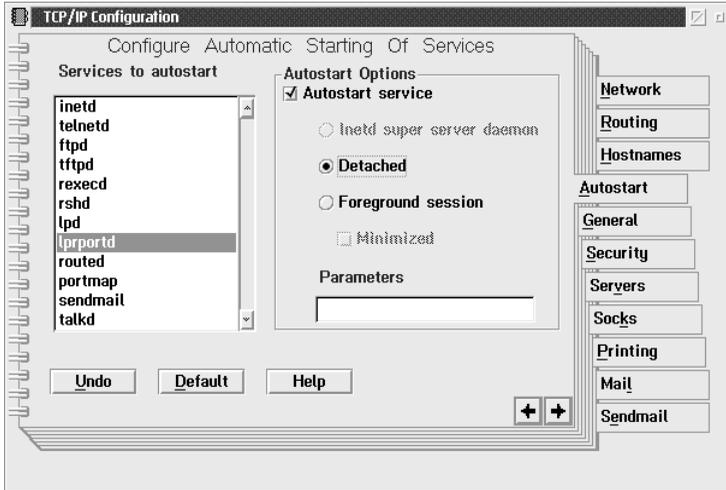 TCP/IP Configuration
Configure Automatic Starting Of Services
Services to autostart
inetd
telnetd
ftpd
tftpd
rexecd
rshd
lpd
lprportd
routed
portmap
sendmail
talkd
Autostart Options
Autostart service
Inetd super server daemon
Detached
Foreground session
Minimized
Parameters
Undo
Default
Help
Network
Routing
Hostnames
Autostart
General
Security
Servers
Socks
Printing
Mail
Sendmail